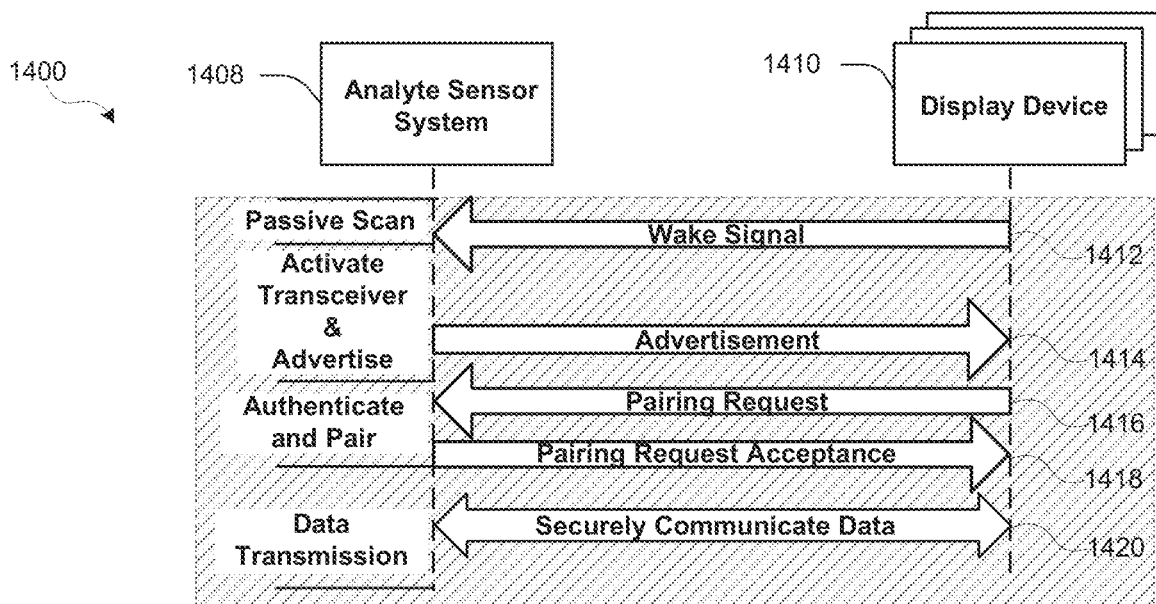 1400
1408
Analyte Sensor
System
1410
Display Device
Passive Scan
Wake Signal
1412
Activate
Transceiver
&
Advertise
Advertisement
1414
Authenticate
and Pair
Pairing Request
1416
Pairing Request Acceptance
1418
Data
Transmission
Securely Communicate Data
1420